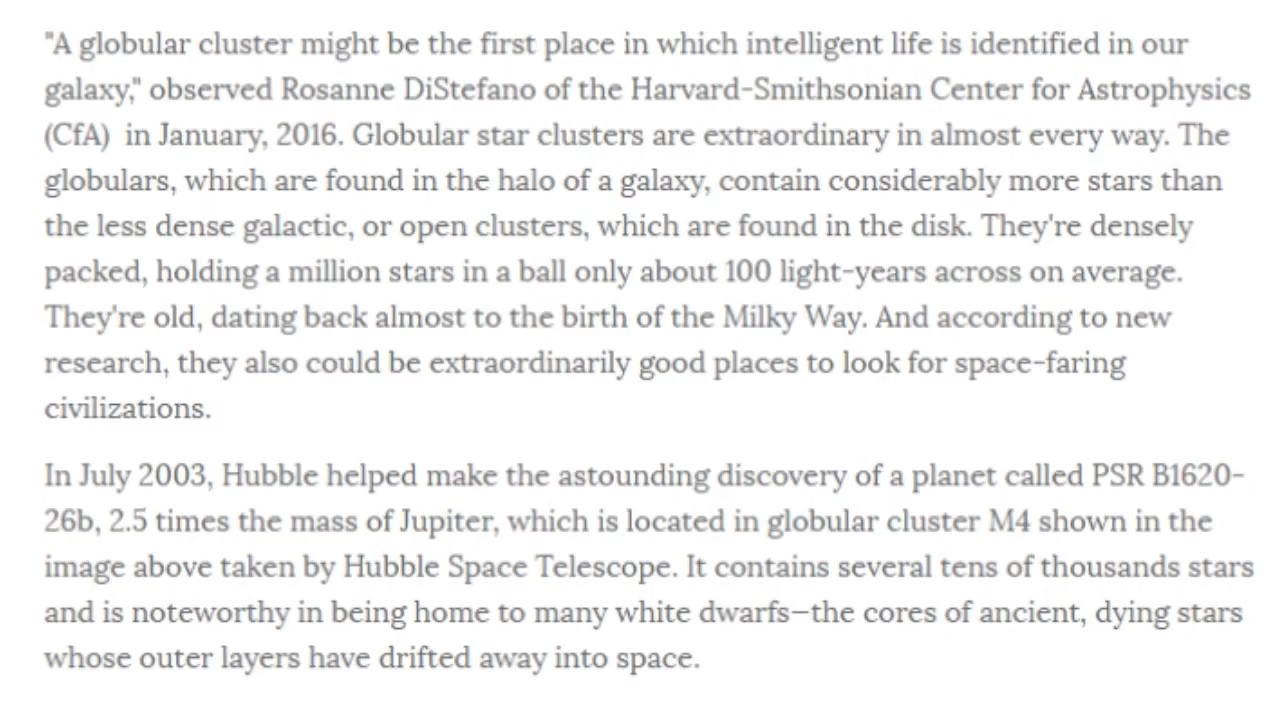 "A globular cluster might be the first place in which intelligent life is identified in our
galaxy," observed Rosanne DiStefano of the Harvard-Smithsonian Center for Astrophysics
(CfA)  in January, 2016. Globular star clusters are extraordinary in almost every way. The
globulars, which are found in the halo of a galaxy, contain considerably more stars than
the less dense galactic, or open clusters, which are found in the disk. They're densely
packed, holding a million stars in a ball only about 100 light-years across on average.
They're old, dating back almost to the birth of the Milky Way. And according to new
research, they also could be extraordinarily good places to look for space-faring
civilizations.
In July 2003, Hubble helped make the astounding discovery of a planet called PSR B1620-
26b, 2.5 times the mass of Jupiter, which is located in globular cluster M4 shown in the
image above taken by Hubble Space Telescope. It contains several tens of thousands stars
and is noteworthy in being home to many white dwarfs—the cores of ancient, dying stars
whose outer layers have drifted away into space.